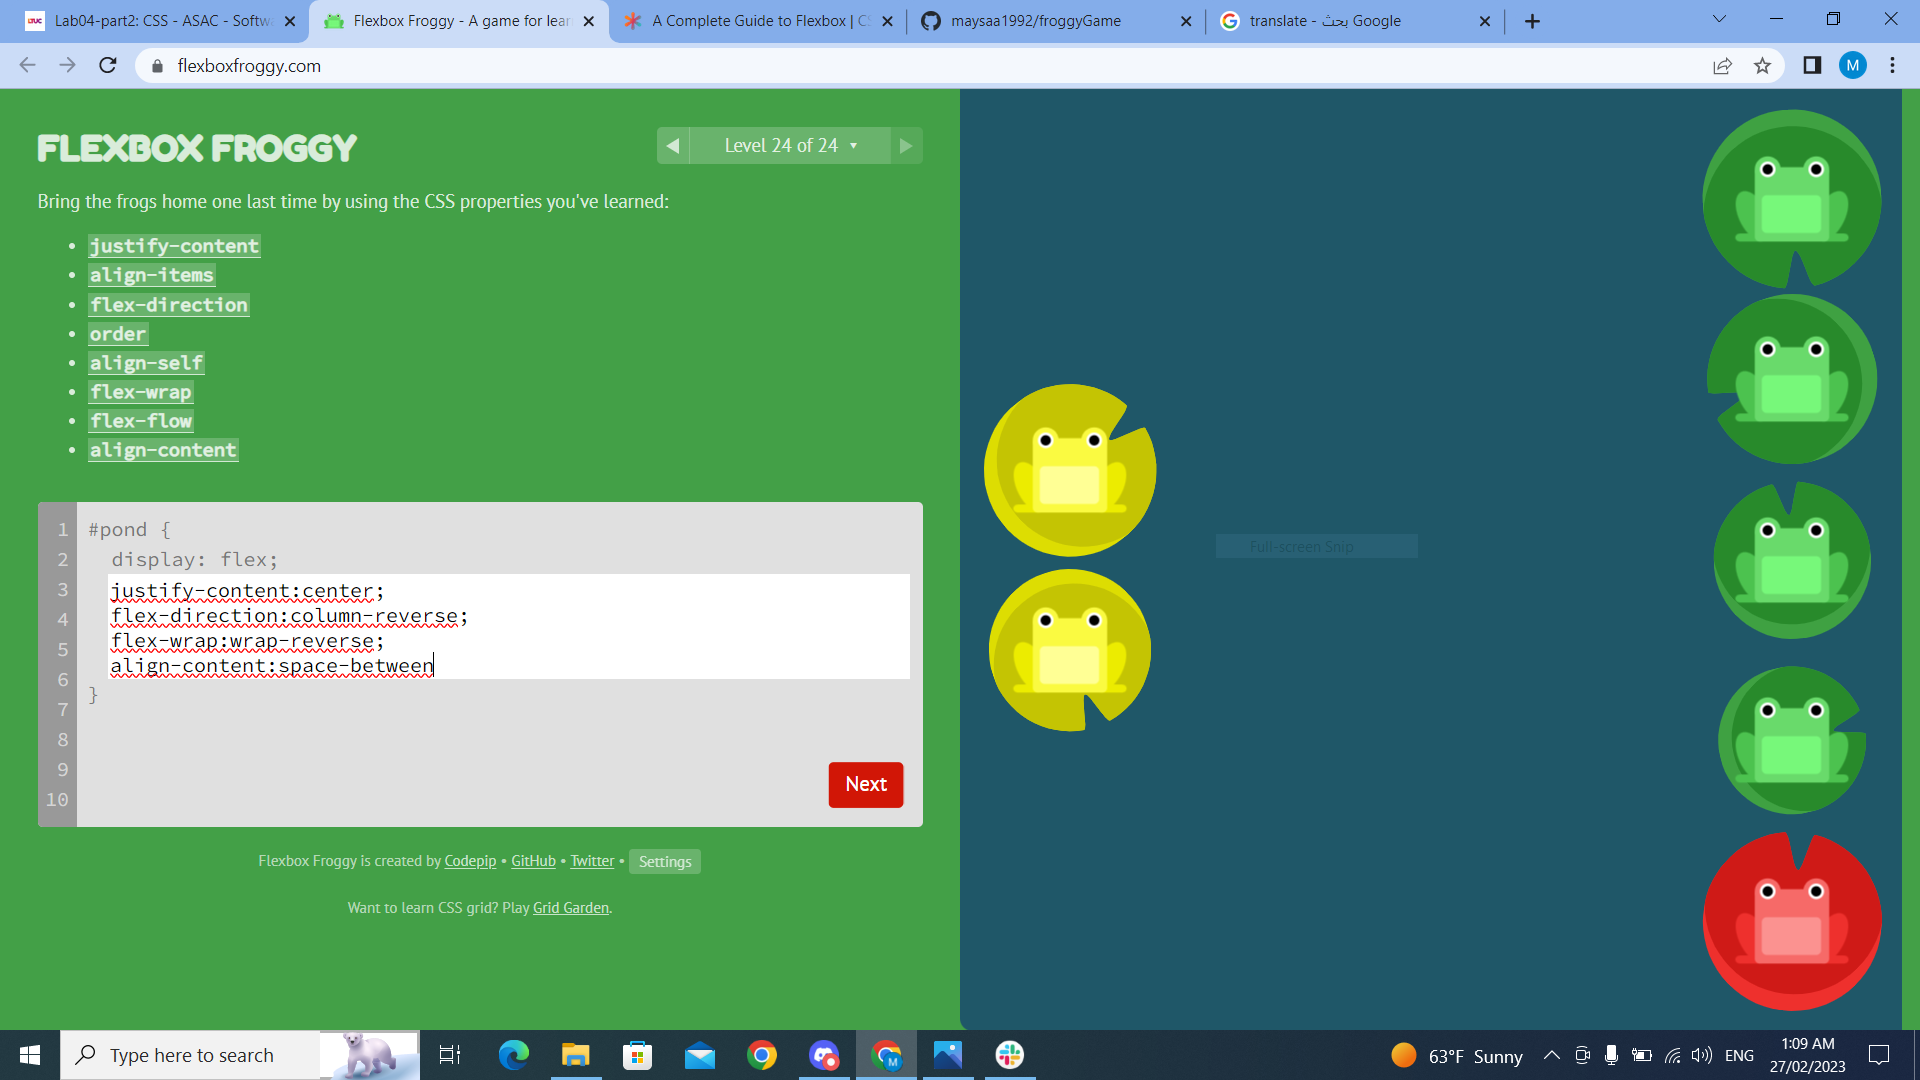 Lab04-part2: CSS - ASAC - Softw
Flexbox Froggy - A game for lear
A Complete Guide to Flexbox | CS
maysaa1992/froggyGame
translate - بحث Google
flexboxfroggy.com
M
FLEXBOX FROGGY
Level 24 of 24
Bring the frogs home one last time by using the CSS properties you've learned:
justify-content
align-items
flex-direction
order
align-self
flex-wrap
flex-flow
align-content
1 #pond {
2 display: flex;
3 justify-content:center;
4 flex-direction:column-reverse;
5 flex-wrap:wrap-reverse;
6 align-content:space-between
7 }
8
9
10
Next
Full-screen Snip
Flexbox Froggy is created by Codepip • GitHub • Twitter • Settings
Want to learn CSS grid? Play Grid Garden.
Type here to search
M
63°F Sunny
ENG
1:09 AM
27/02/2023